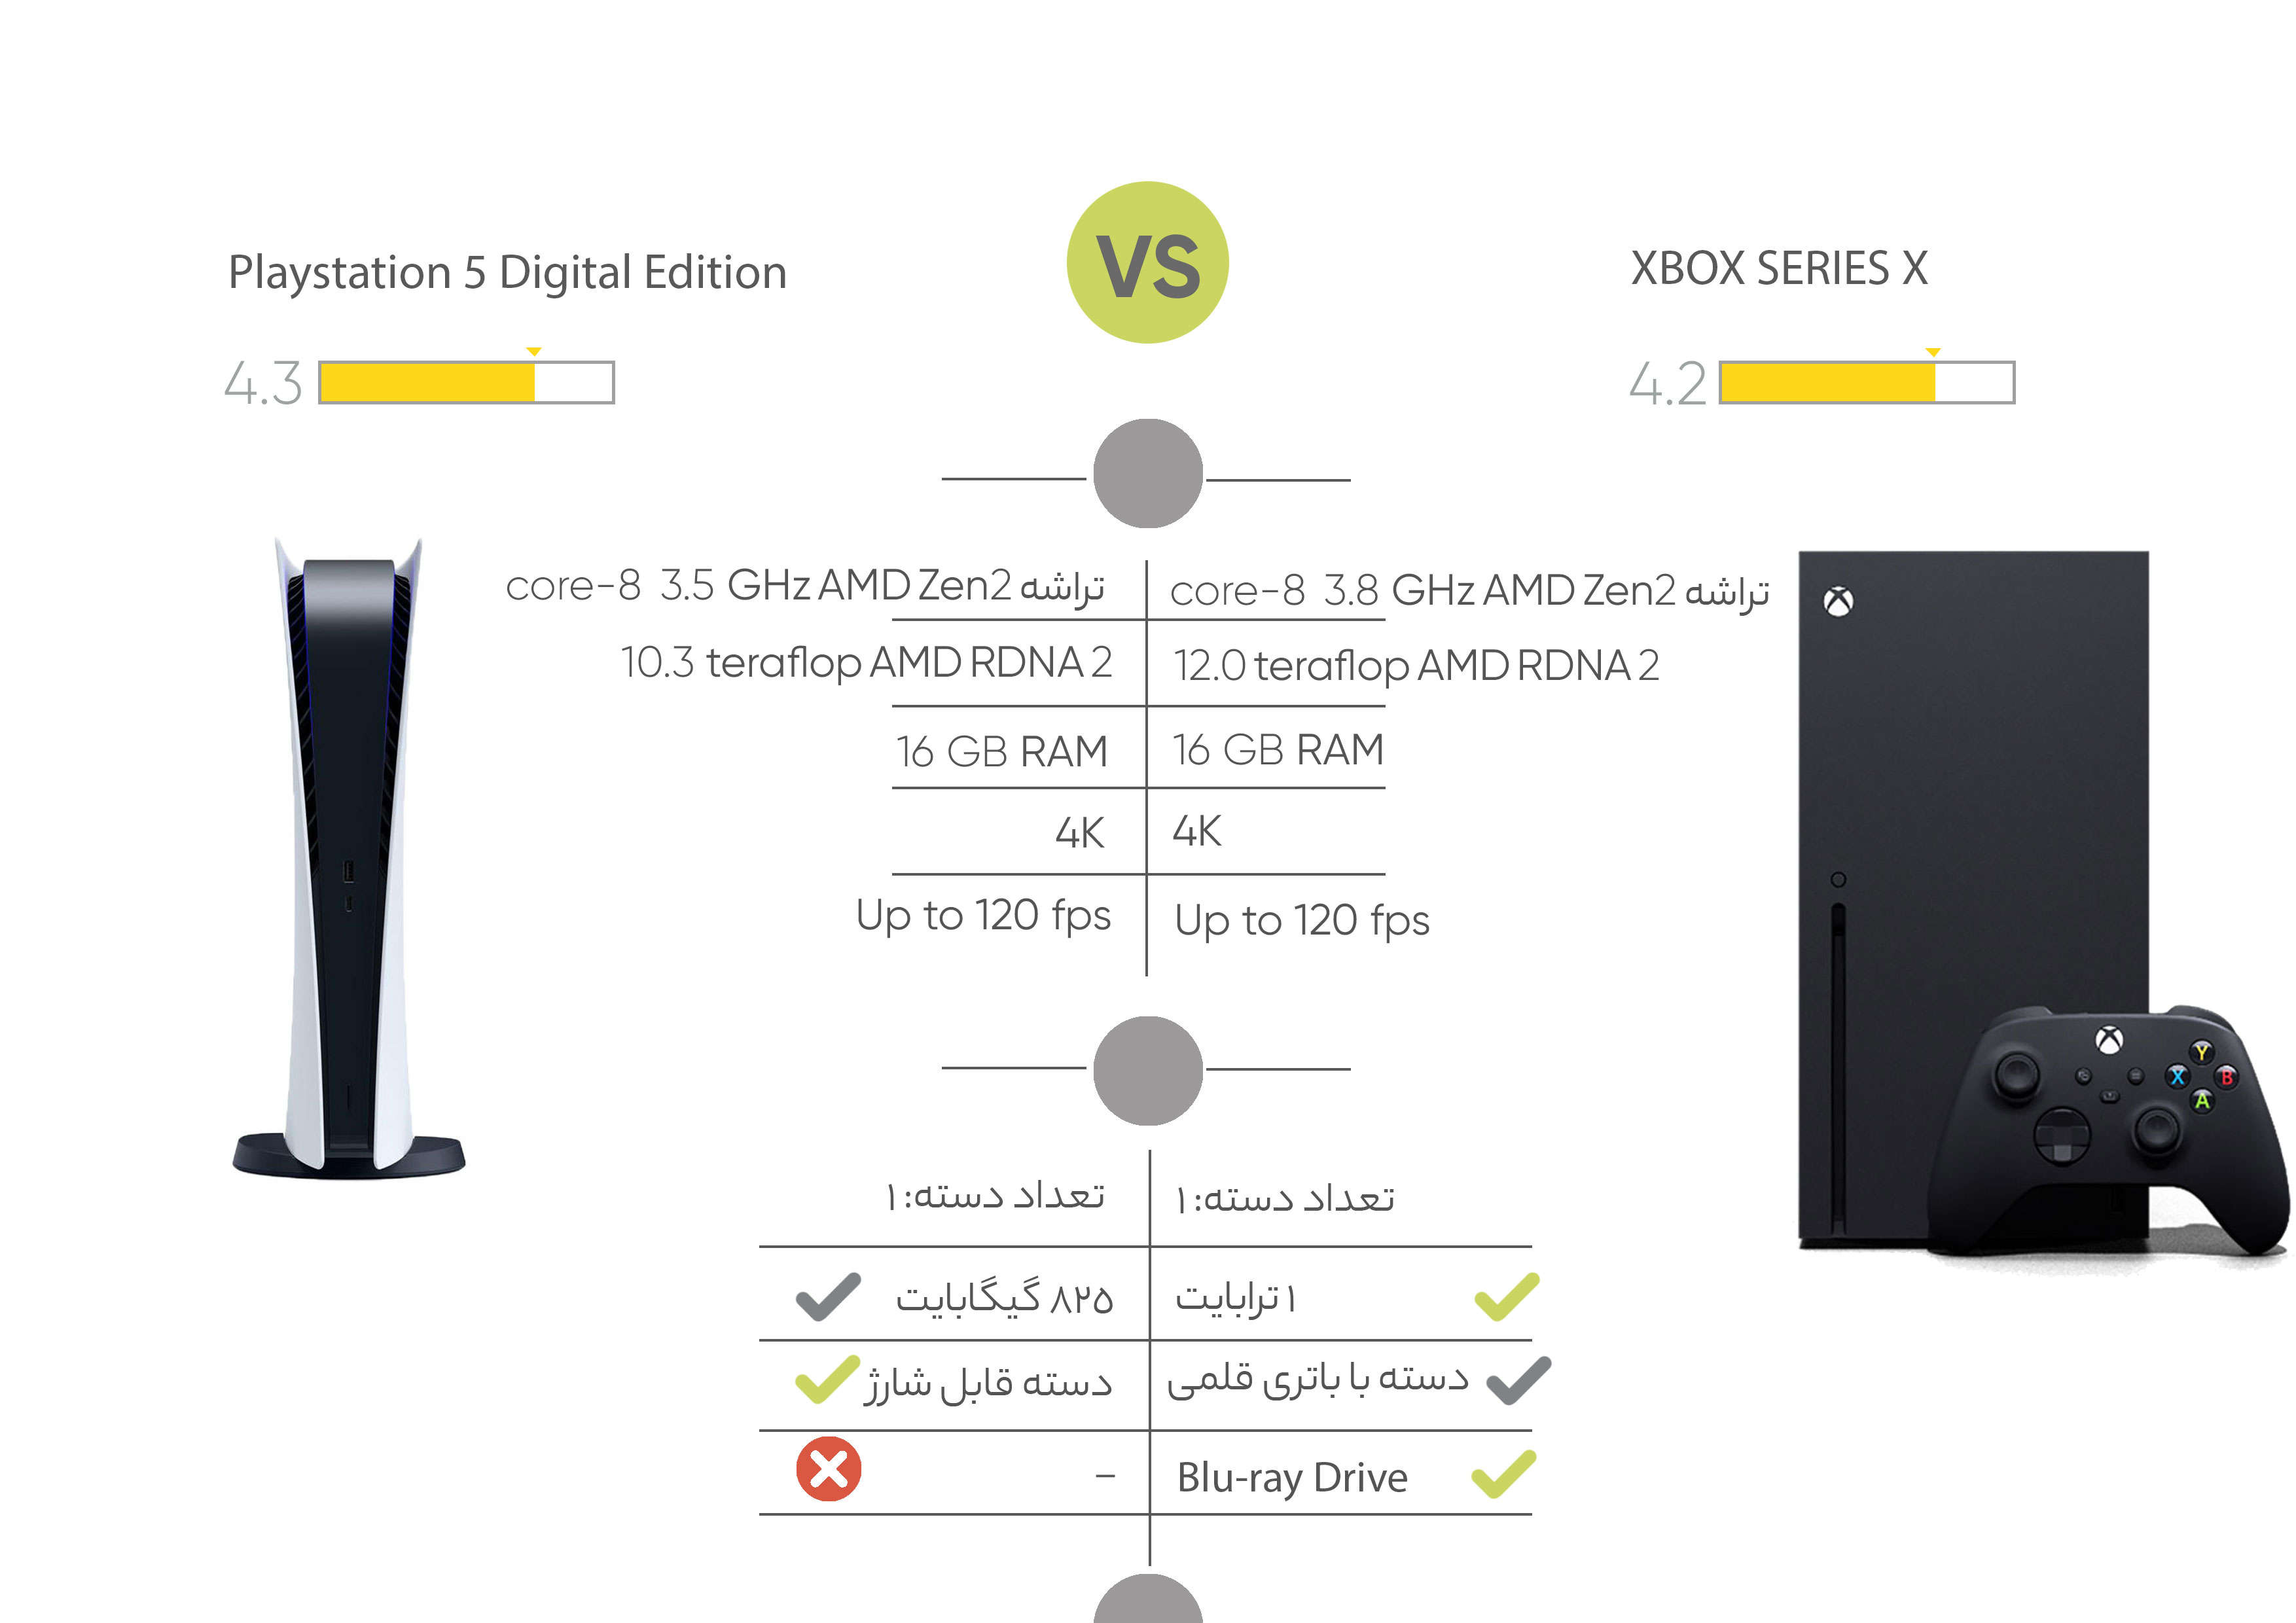 VS
Playstation 5 Digital Edition
XBOX SERIES X
4.3
4.2
core-8 3.5 GHz AMD Zen2 تراشه
core-8 3.8 GHz AMD Zen2 تراشه
10.3 teraflop AMD RDNA 2
12.0 teraflop AMD RDNA 2
16 GB RAM
16 GB RAM
4K
4K
Up to 120 fps
Up to 120 fps
تعداد دسته: ۱
تعداد دسته: ۱
۸۲۵ گیگابایت
۱ ترابایت
دسته قابل شارژ
دسته با باتری قلمی
–
Blu-ray Drive
Y
X
B
A